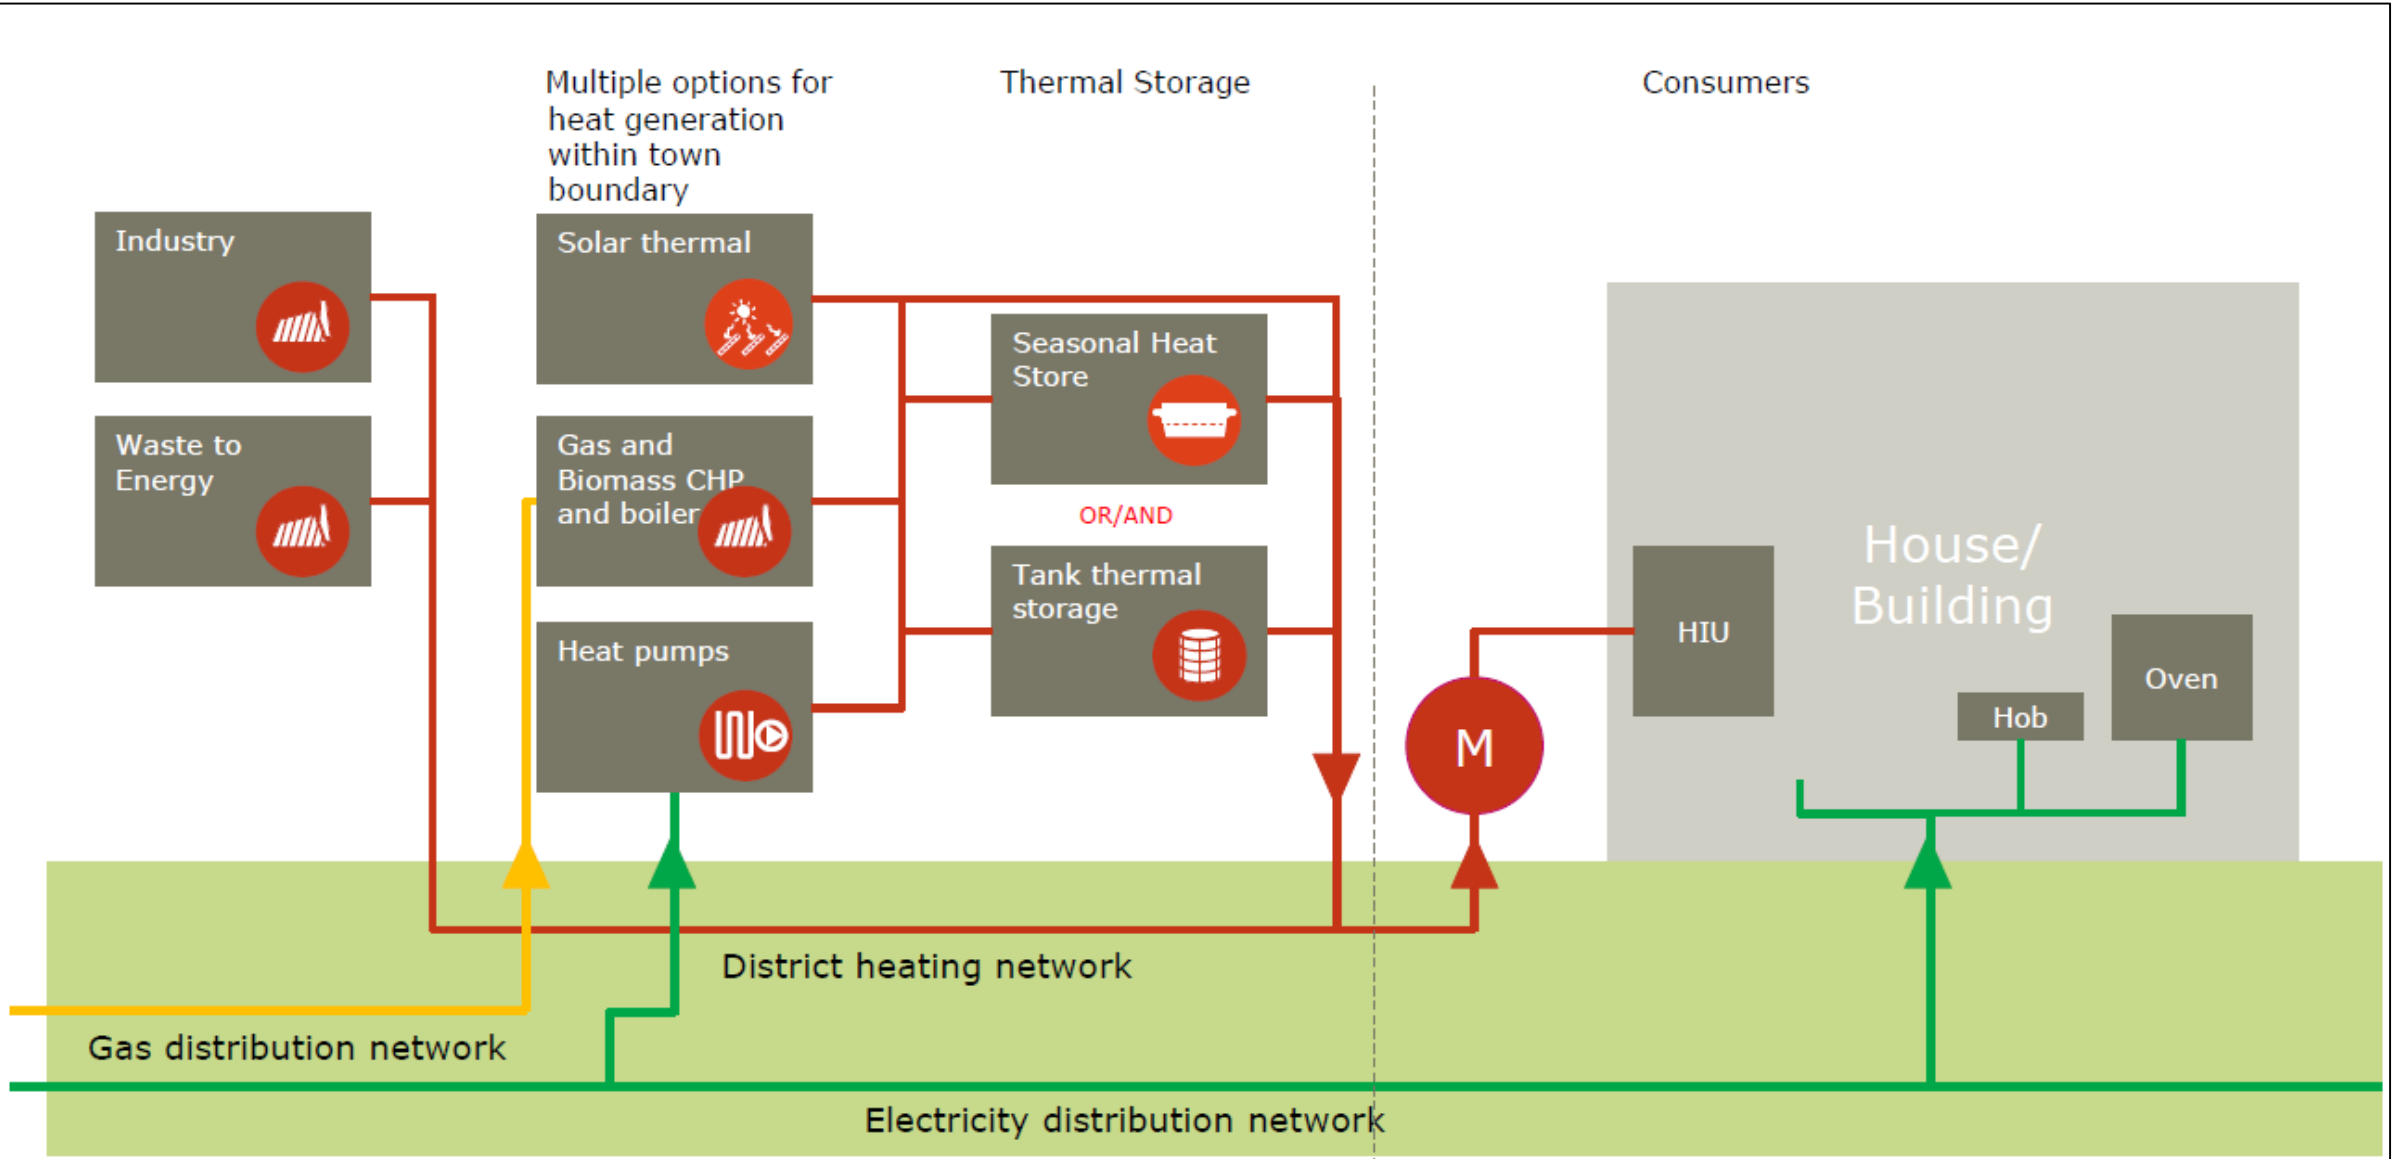 Multiple options for
heat generation
within town
boundary
Thermal Storage
Consumers
Industry
Solar thermal
Seasonal Heat
Store
Waste to
Energy
Gas and
Biomass CHP
and boiler
OR/AND
Tank thermal
storage
Heat pumps
House/
Building
HIU
Oven
Hob
M
District heating network
Gas distribution network
Electricity distribution network